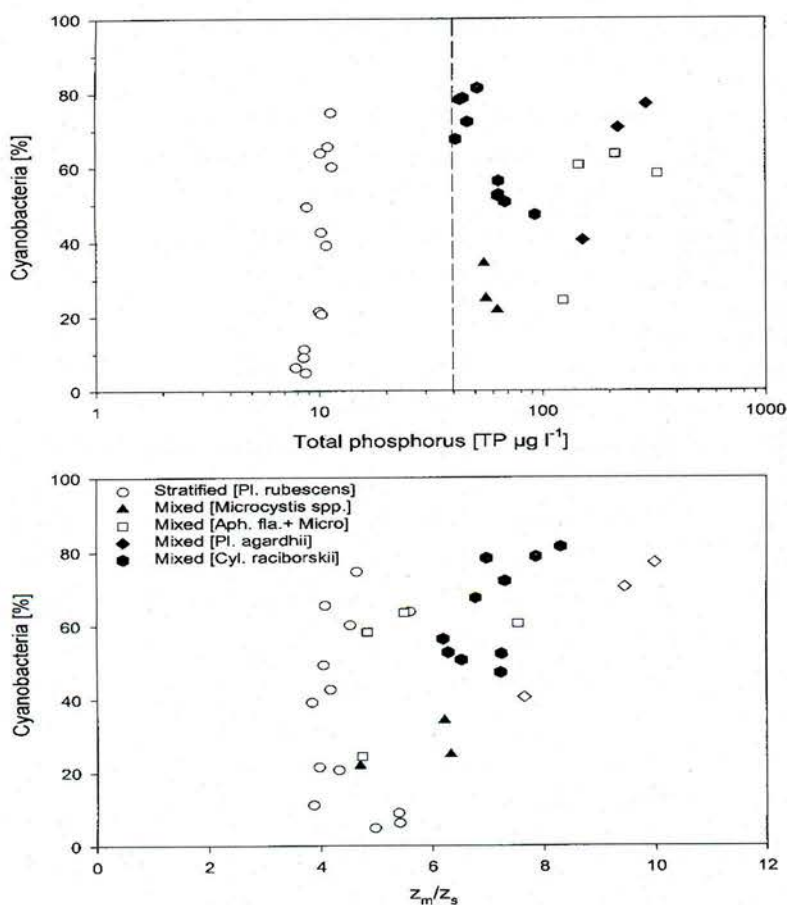 100
80
60
40
20
0
Cyanobacteria [%]
1
10
100
1000
Total phosphorus [TP µg l⁻¹]
100
80
60
40
20
0
Cyanobacteria [%]
Stratified [Pl. rubescens]
Mixed [Microcystis spp.]
Mixed [Aph. fla.+ Micro]
Mixed [Pl. agardhii]
Mixed [Cyl. raciborskii]
0
2
4
6
8
10
12
zm/zs